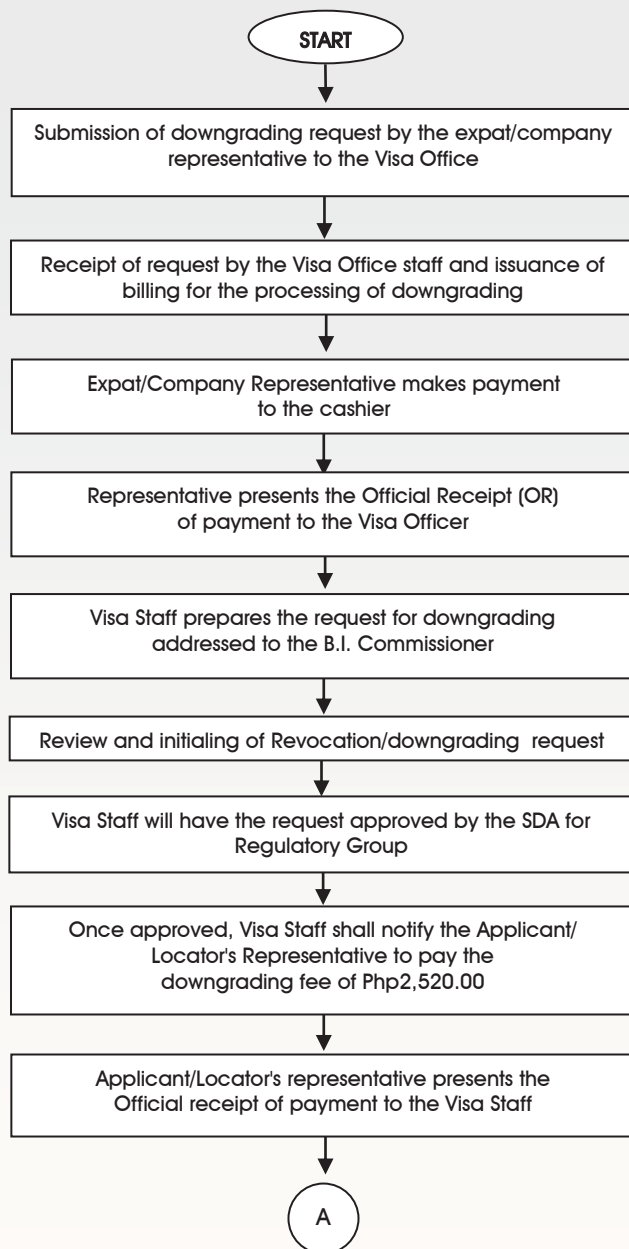 START
Submission of downgrading request by the expat/company
representative to the Visa Office
Receipt of request by the Visa Office staff and issuance of
billing for the processing of downgrading
Expat/Company Representative makes payment
to the cashier
Representative presents the Official Receipt (OR)
of payment to the Visa Officer
Visa Staff prepares the request for downgrading
addressed to the B.I. Commissioner
Review and initialing of Revocation/downgrading request
Visa Staff will have the request approved by the SDA for
Regulatory Group
Once approved, Visa Staff shall notify the Applicant/
Locator's Representative to pay the
downgrading fee of Php2,520.00
Applicant/Locator's representative presents the
Official receipt of payment to the Visa Staff
A